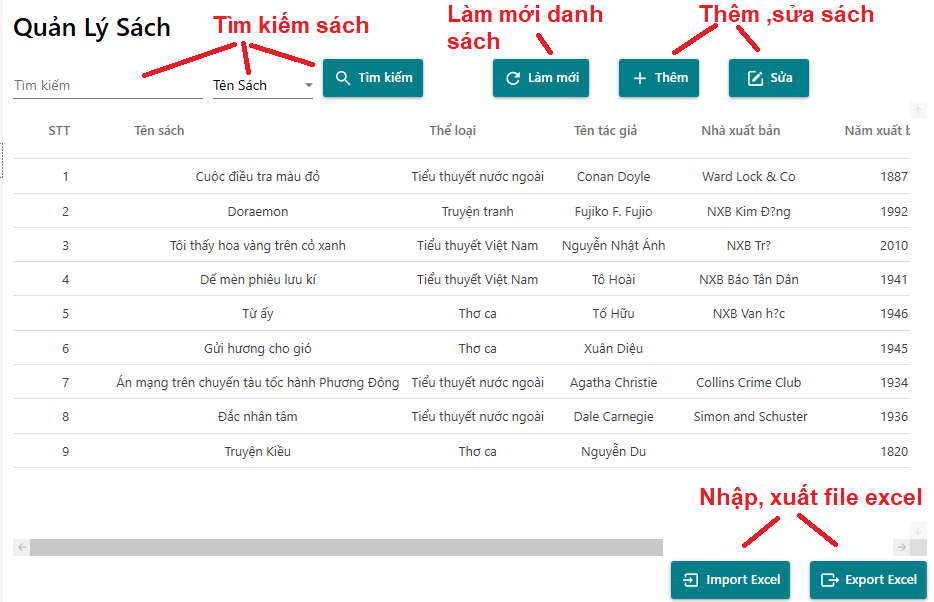 Quản Lý Sách
Tìm kiếm sách
Làm mới danh
sách
Thêm ,sửa sách
Tìm kiếm
Tên Sách
Tìm kiếm
Làm mới
Thêm
Sửa
STT Tên sách Thể loại Tên tác giả Nhà xuất bản Năm xuất b
1 Cuộc điều tra màu đỏ Tiểu thuyết nước ngoài Conan Doyle Ward Lock & Co 1887
2 Doraemon Truyện tranh Fujiko F. Fujio NXB Kim Đ?ng 1992
3 Tôi thấy hoa vàng trên cỏ xanh Tiểu thuyết Việt Nam Nguyễn Nhật Ánh NXB Tr? 2010
4 Dế mèn phiêu lưu kí Tiểu thuyết Việt Nam Tô Hoài NXB Báo Tân Dân 1941
5 Từ ấy Thơ ca Tố Hữu NXB Van h?c 1946
6 Gửi hương cho gió Thơ ca Xuân Diệu 1945
7 Án mạng trên chuyến tàu tốc hành Phương Đông Tiểu thuyết nước ngoài Agatha Christie Collins Crime Club 1934
8 Đắc nhân tâm Tiểu thuyết nước ngoài Dale Carnegie Simon and Schuster 1936
9 Truyện Kiều Thơ ca Nguyễn Du 1820
Nhập, xuất file excel
Import Excel
Export Excel